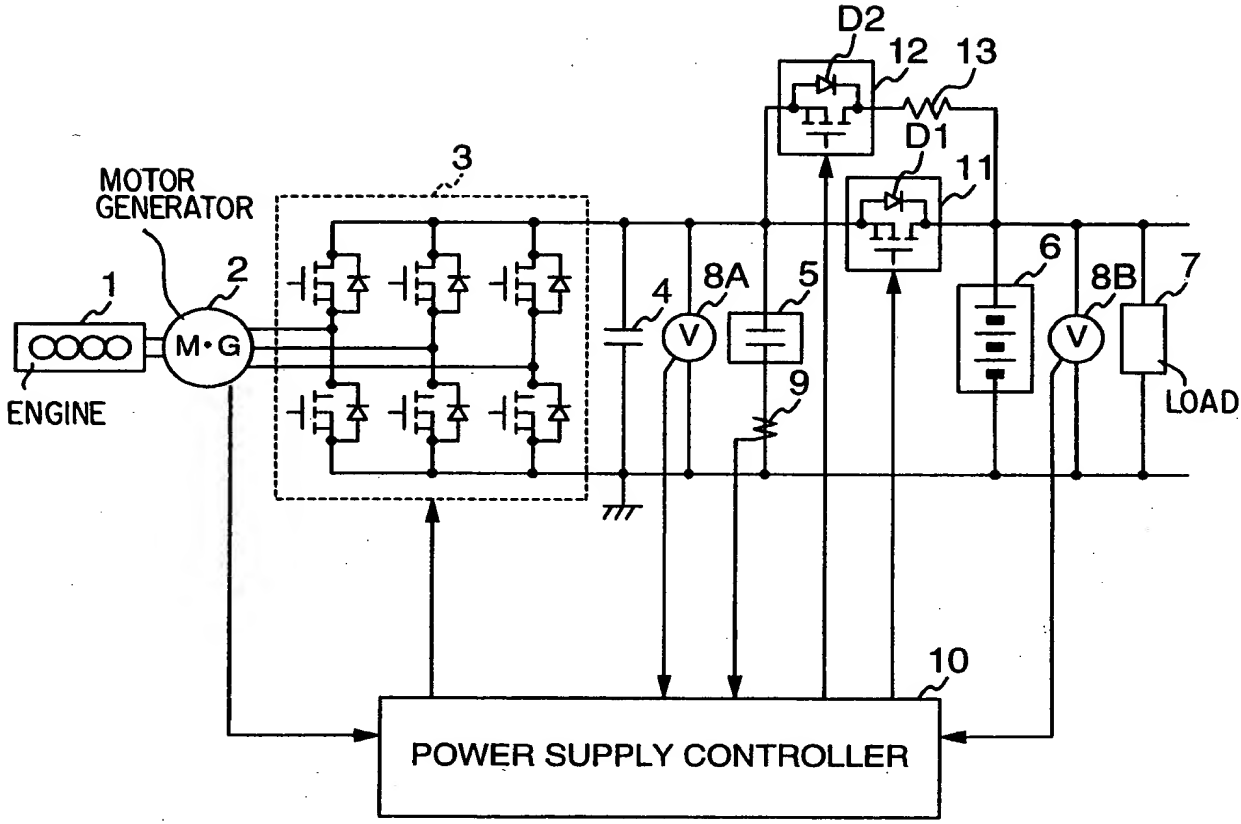 D2
12
13
D1
11
3
MOTOR
GENERATOR
1
2
4
8A
5
6
8B
7
M·G
V
V
9
ENGINE
LOAD
10
POWER SUPPLY CONTROLLER